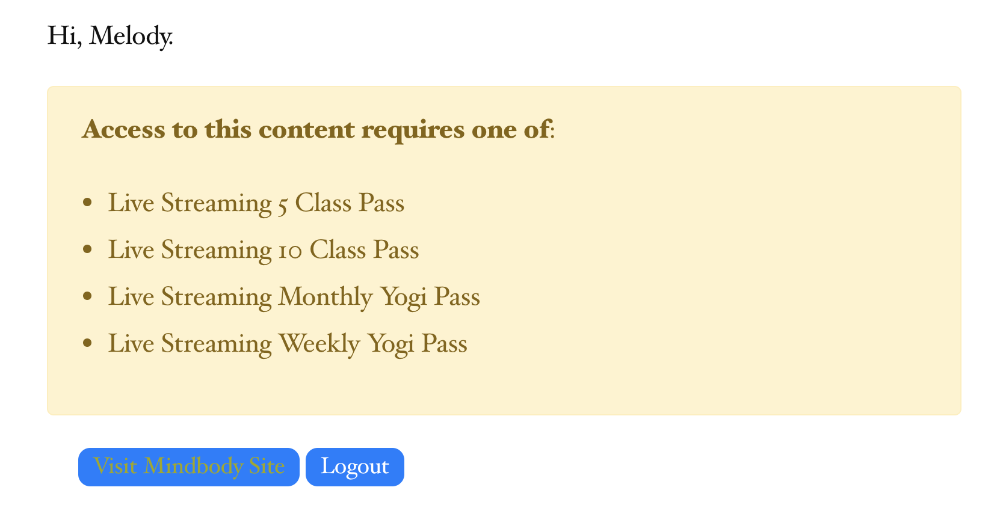 Hi, Melody.
Access to this content requires one of:
• Live Streaming 5 Class Pass
• Live Streaming 10 Class Pass
• Live Streaming Monthly Yogi Pass
• Live Streaming Weekly Yogi Pass
Visit Mindbody Site Logout